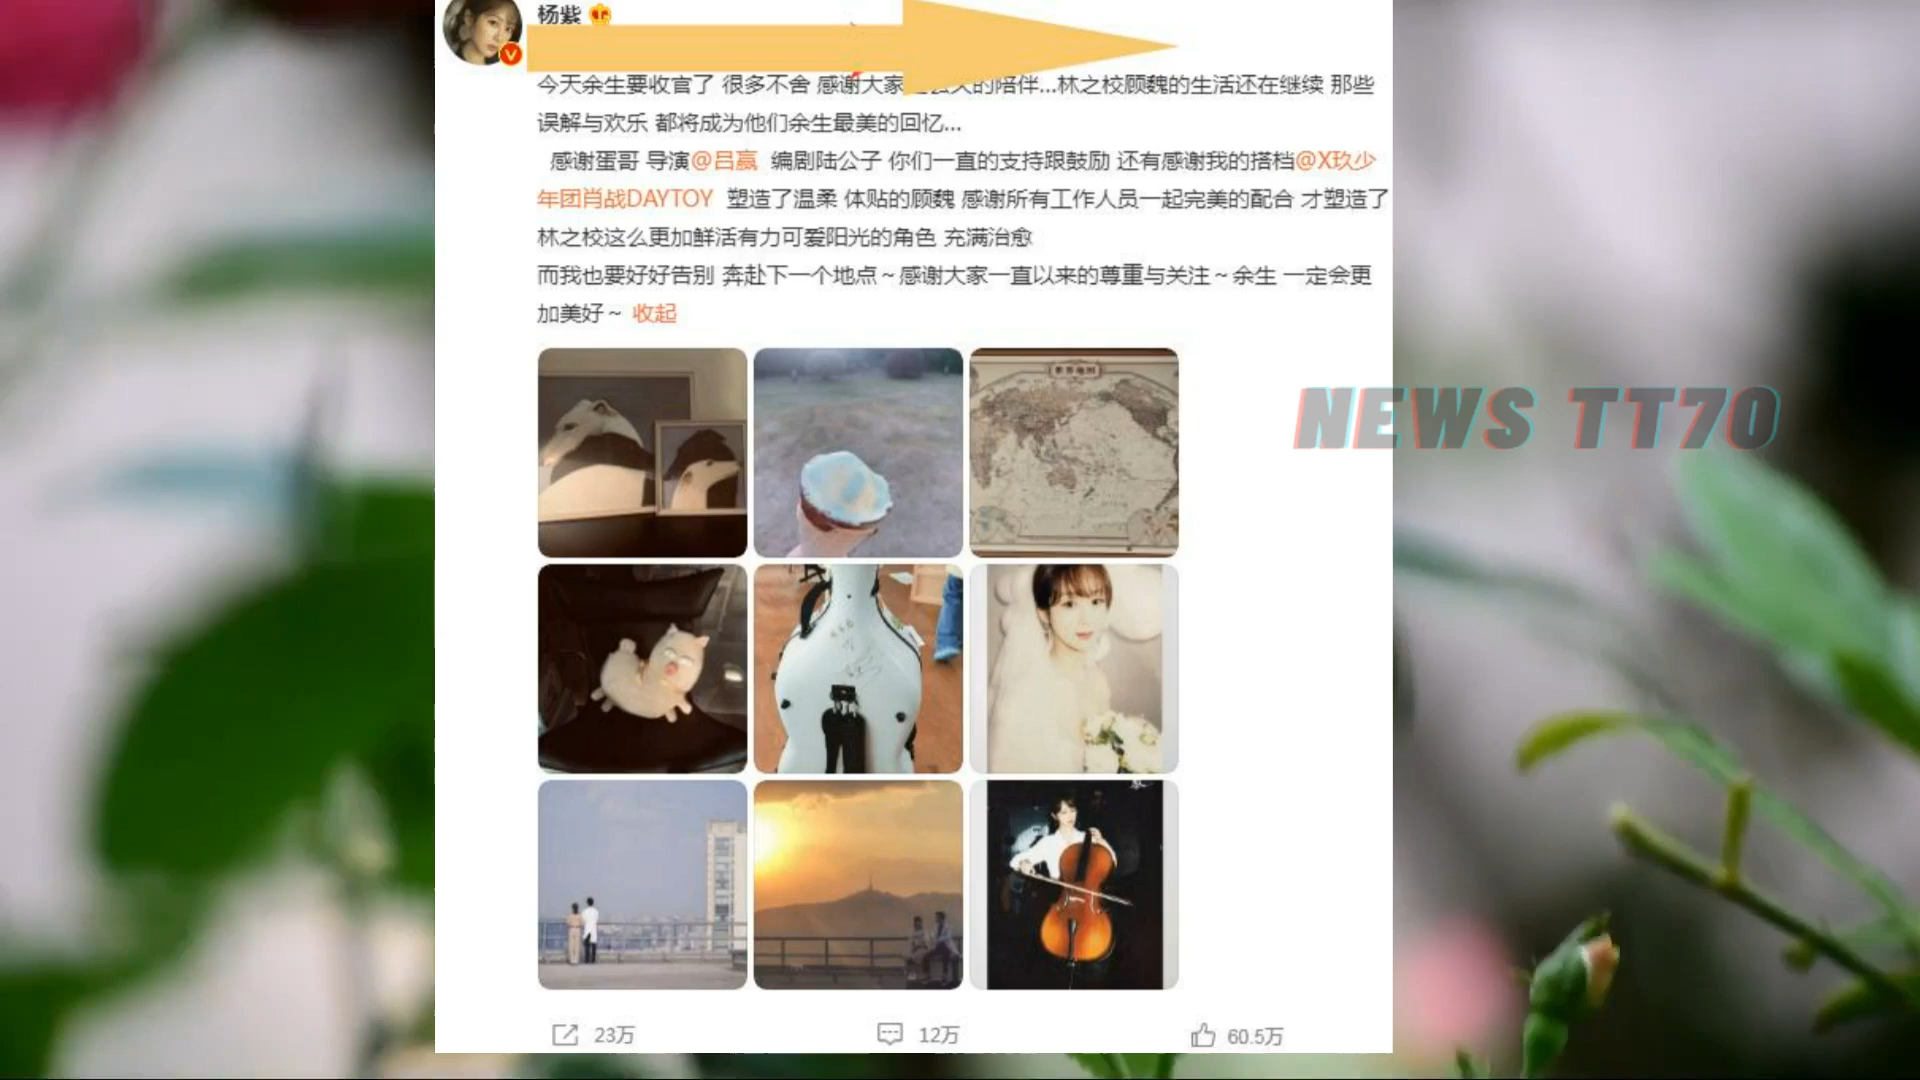 杨紫
今天余生要收官了 很多不舍 感谢大家 的陪伴...林之校顾魏的生活还在继续 那些
误解与欢乐 都将成为他们余生最美的回忆...
感谢蛋哥 导演@吕赢 编剧陆公子 你们一直的支持跟鼓励 还有感谢我的搭档@X玖少
年团肖战DAYTOY 塑造了温柔 体贴的顾魏 感谢所有工作人员一起完美的配合 才塑造了
林之校这么更加鲜活有力可爱阳光的角色 充满治愈
而我也要好好告别 奔赴下一个地点～感谢大家一直以来的尊重与关注～余生 一定会更
加美好～ 收起
NEWS TT70
23万 12万 60.5万